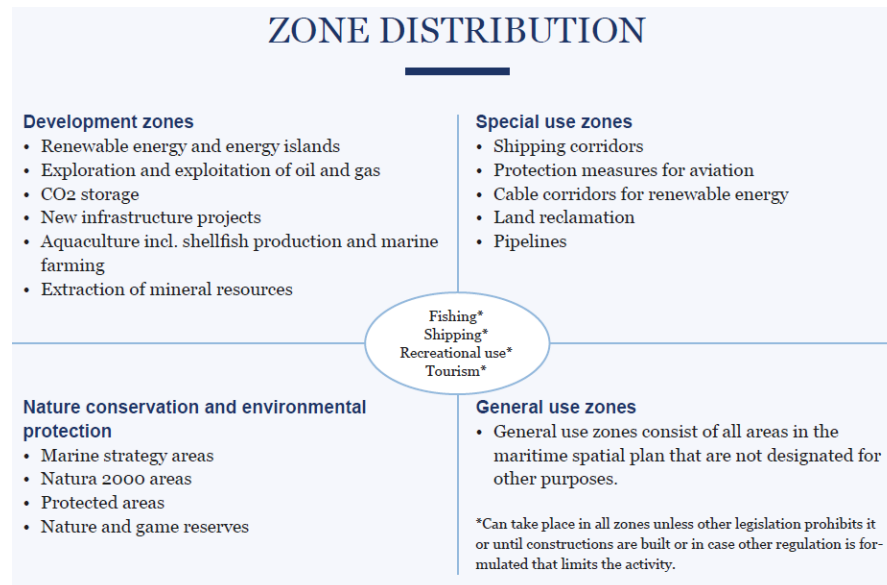 ZONE DISTRIBUTION
Development zones
• Renewable energy and energy islands
• Exploration and exploitation of oil and gas
• CO2 storage
• New infrastructure projects
• Aquaculture incl. shellfish production and marine
farming
• Extraction of mineral resources
Special use zones
• Shipping corridors
• Protection measures for aviation
• Cable corridors for renewable energy
• Land reclamation
• Pipelines
Fishing*
Shipping*
Recreational use*
Tourism*
Nature conservation and environmental
protection
• Marine strategy areas
• Natura 2000 areas
• Protected areas
• Nature and game reserves
General use zones
• General use zones consist of all areas in the
maritime spatial plan that are not designated for
other purposes.
*Can take place in all zones unless other legislation prohibits it
or until constructions are built or in case other regulation is for-
mulated that limits the activity.